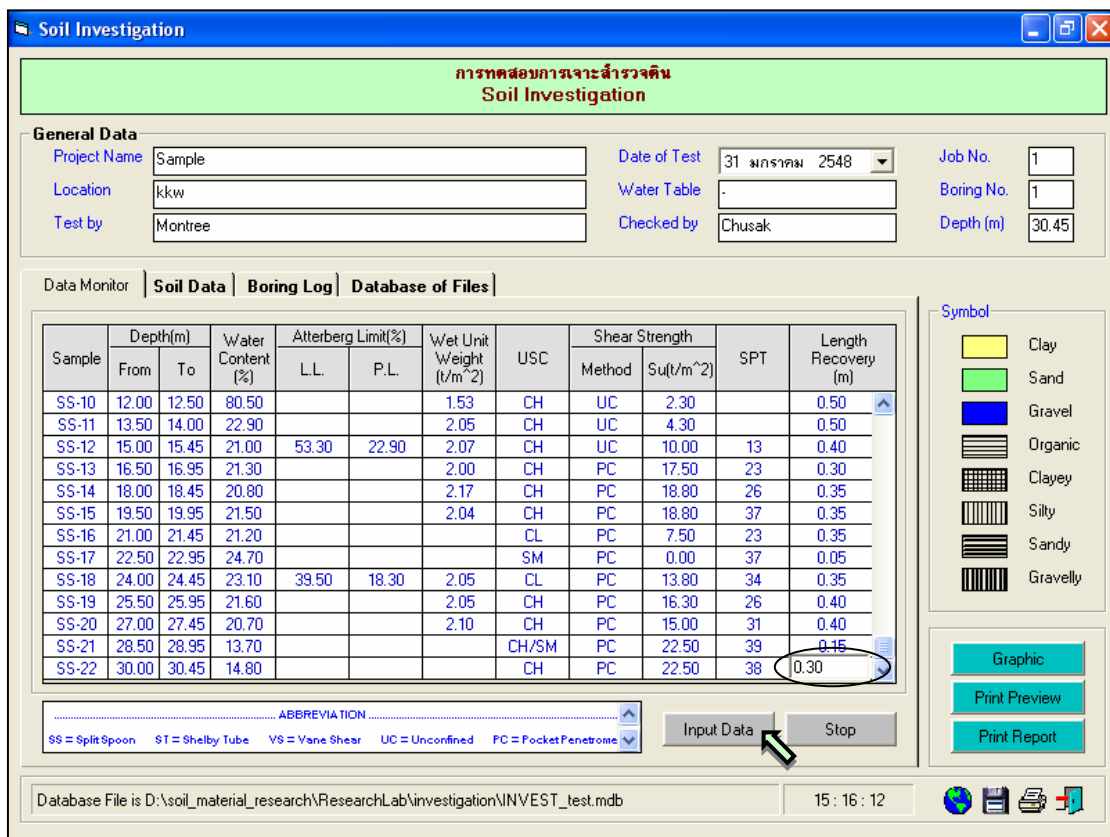 Soil Investigation
การทดสอบการเจาะสำรวจดิน
Soil Investigation
General Data
Project Name Sample Date of Test 31 มกราคม 2548 Job No. 1
Location kkw Water Table - Boring No. 1
Test by Montree Checked by Chusak Depth (m) 30.45
Data Monitor Soil Data Boring Log Database of Files
Sample Depth(m) From To Water Content (%) Atterberg Limit(%) L.L. P.L. Wet Unit Weight (t/m^2) USC Shear Strength Method Su(t/m^2) SPT Length Recovery (m)
SS-10 12.00 12.50 80.50 1.53 CH UC 2.30 0.50
SS-11 13.50 14.00 22.90 2.05 CH UC 4.30 0.50
SS-12 15.00 15.45 21.00 53.30 22.90 2.07 CH UC 10.00 13 0.40
SS-13 16.50 16.95 21.30 2.00 CH PC 17.50 23 0.30
SS-14 18.00 18.45 20.80 2.17 CH PC 18.80 26 0.35
SS-15 19.50 19.95 21.50 2.04 CH PC 18.80 37 0.35
SS-16 21.00 21.45 21.20 CL PC 7.50 23 0.35
SS-17 22.50 22.95 24.70 SM PC 0.00 37 0.05
SS-18 24.00 24.45 23.10 39.50 18.30 2.05 CL PC 13.80 34 0.35
SS-19 25.50 25.95 21.60 2.05 CH PC 16.30 26 0.40
SS-20 27.00 27.45 20.70 2.10 CH PC 15.00 31 0.40
SS-21 28.50 28.95 13.70 CH/SM PC 22.50 39 0.15
SS-22 30.00 30.45 14.80 CH PC 22.50 38 0.30
ABBREVIATION
SS = Split Spoon ST = Shelby Tube VS = Vane Shear UC = Unconfined PC = Pocket Penetrome
Input Data Stop
Symbol
Clay
Sand
Gravel
Organic
Clayey
Silty
Sandy
Gravelly
Graphic
Print Preview
Print Report
Database File is D:\soil_material_research\ResearchLab\investigation\INVEST_test.mdb 15 : 16 : 12